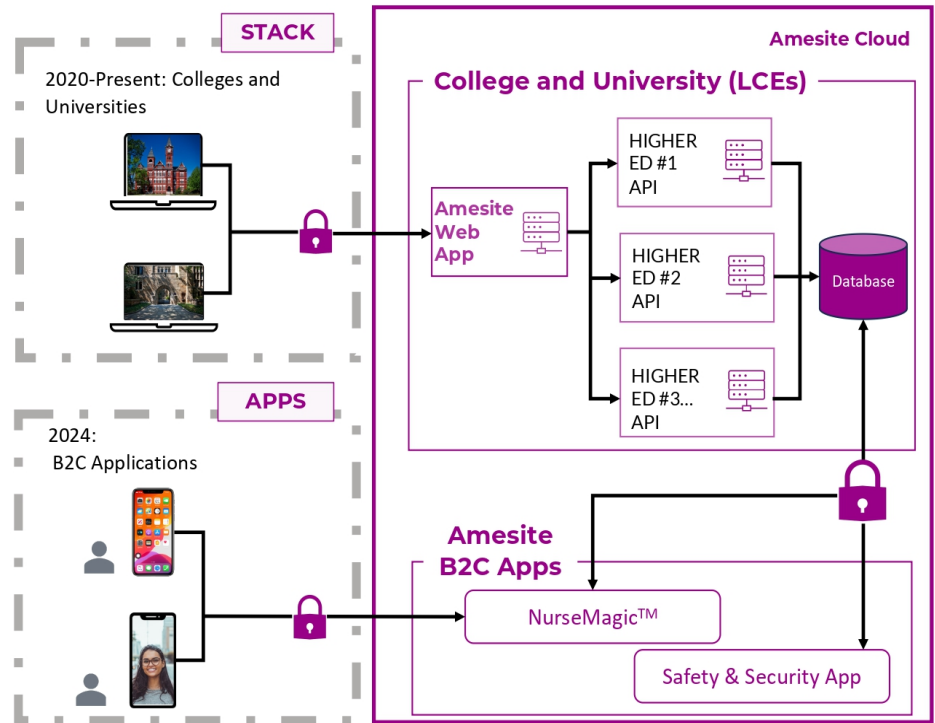 STACK
2020-Present: Colleges and
Universities
Amesite Cloud
College and University (LCEs)
Amesite
Web
App
HIGHER
ED #1
API
HIGHER
ED #2
API
HIGHER
ED #3...
API
Database
APPS
2024:
B2C Applications
Amesite
B2C Apps
NurseMagic™
Safety & Security App